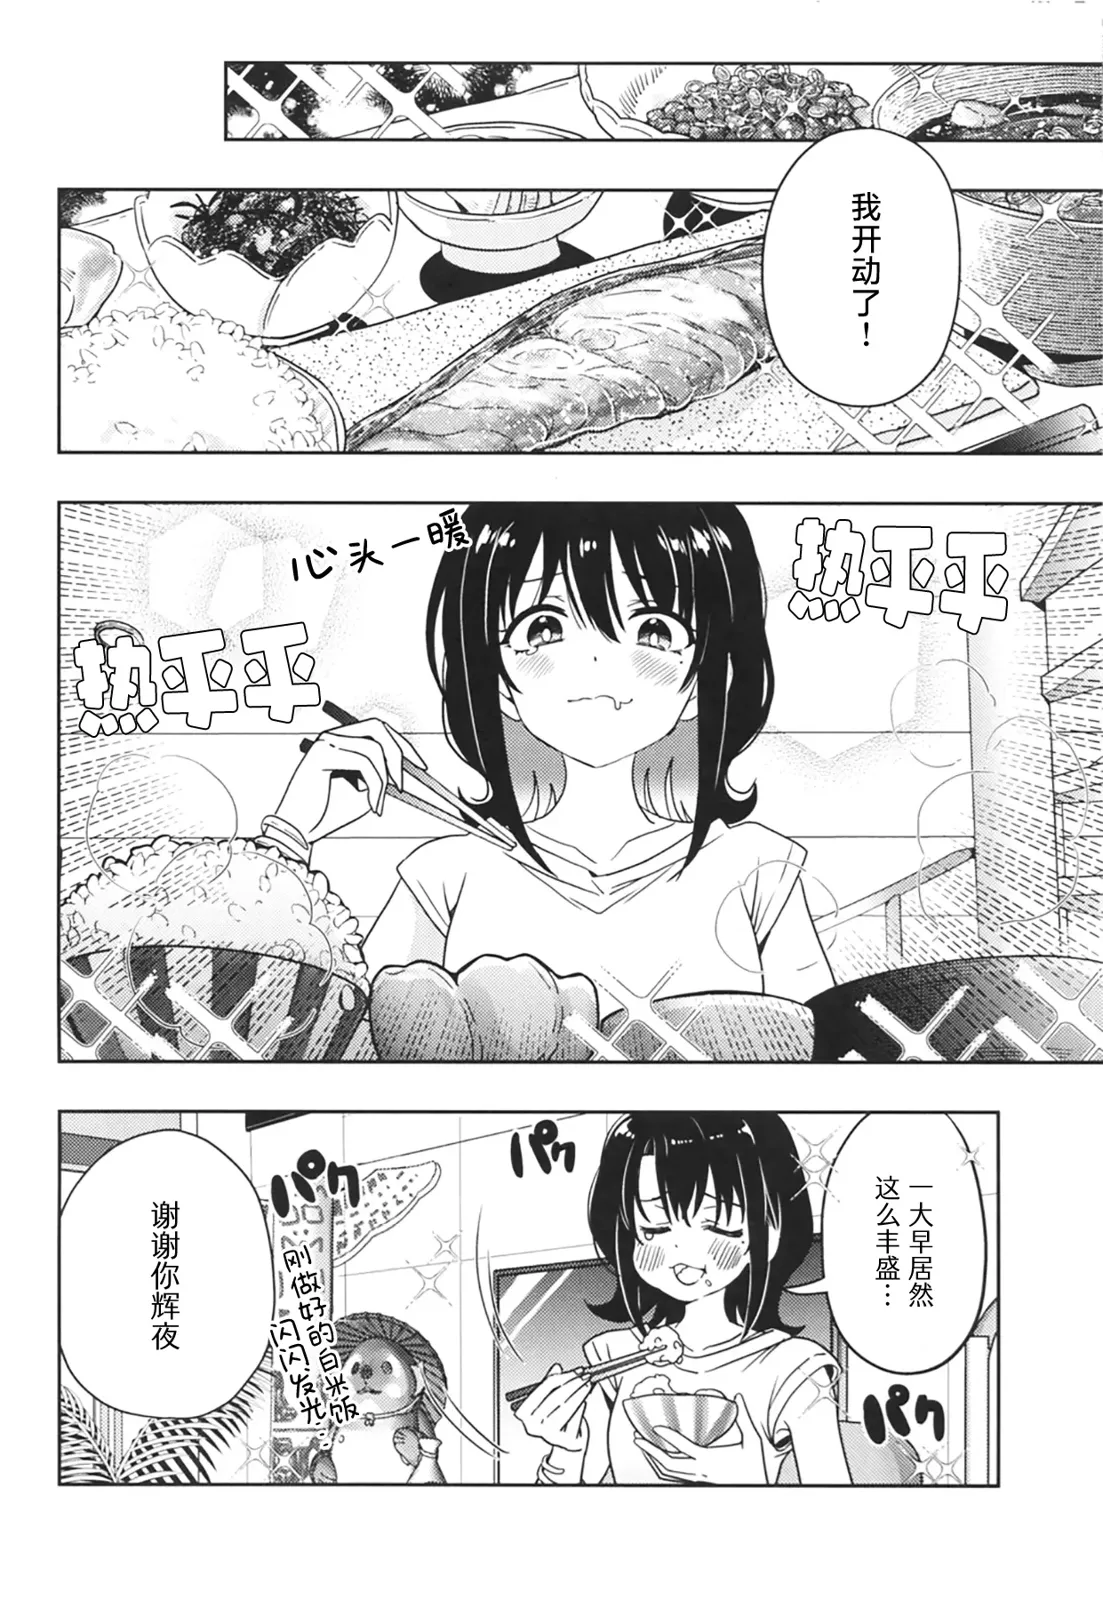 我开动了！
热乎乎
心头一暖
热乎乎
一大早居然
这么丰盛…
パク
パク
パク
刚做好的白米饭
闪闪发光…
谢谢你辉夜